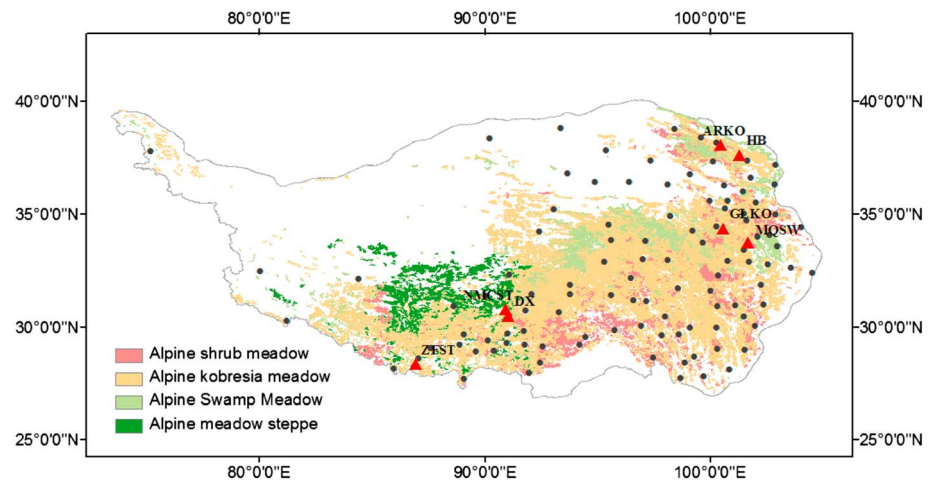 80°0'0"E 90°0'0"E 100°0'0"E
40°0'0"N 40°0'0"N
ARKO HB
35°0'0"N 35°0'0"N
GLKO
MQSW
NMCST DX
30°0'0"N 30°0'0"N
ZFST
Alpine shrub meadow
Alpine kobresia meadow
Alpine Swamp Meadow
Alpine meadow steppe
25°0'0"N 25°0'0"N
80°0'0"E 90°0'0"E 100°0'0"E